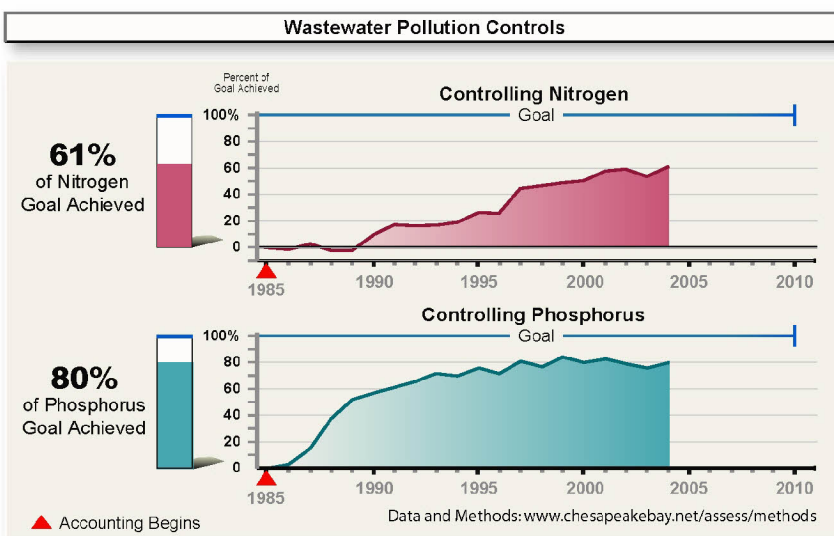 Wastewater Pollution Controls
Percent of
Goal Achieved
Controlling Nitrogen
Goal
100%
80
60
40
20
0
61%
of Nitrogen
Goal Achieved
1985
1990
1995
2000
2005
2010
Controlling Phosphorus
Goal
100%
80
60
40
20
0
80%
of Phosphorus
Goal Achieved
1985
1990
1995
2000
2005
2010
Accounting Begins
Data and Methods: www.chesapeakebay.net/assess/methods